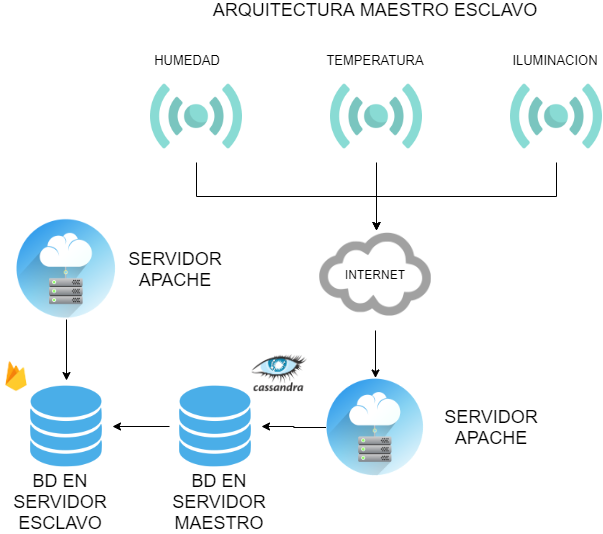 ARQUITECTURA MAESTRO ESCLAVO
HUMEDAD
TEMPERATURA
ILUMINACION
SERVIDOR
APACHE
INTERNET
cassandra
SERVIDOR
APACHE
BD EN
SERVIDOR
ESCLAVO
BD EN
SERVIDOR
MAESTRO